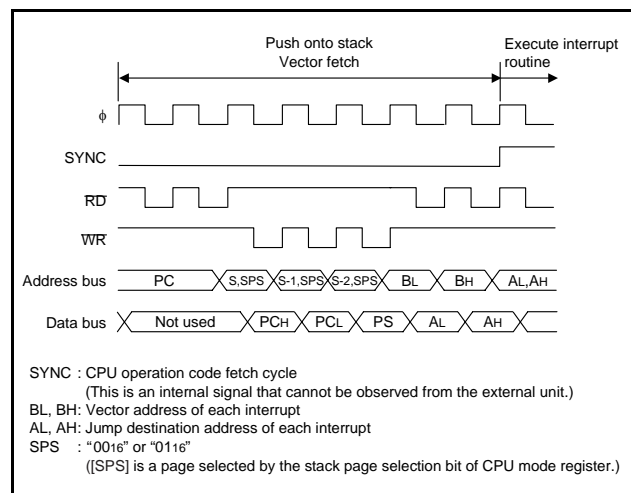 Push onto stack
Vector fetch
Execute interrupt
routine
ϕ
SYNC
RD
WR
Address bus
PC
S,SPS
S-1,SPS
S-2,SPS
BL
BH
AL,AH
Data bus
Not used
PCH
PCL
PS
AL
AH
SYNC : CPU operation code fetch cycle
(This is an internal signal that cannot be observed from the external unit.)
BL, BH: Vector address of each interrupt
AL, AH: Jump destination address of each interrupt
SPS : “0016” or “0116”
([SPS] is a page selected by the stack page selection bit of CPU mode register.)